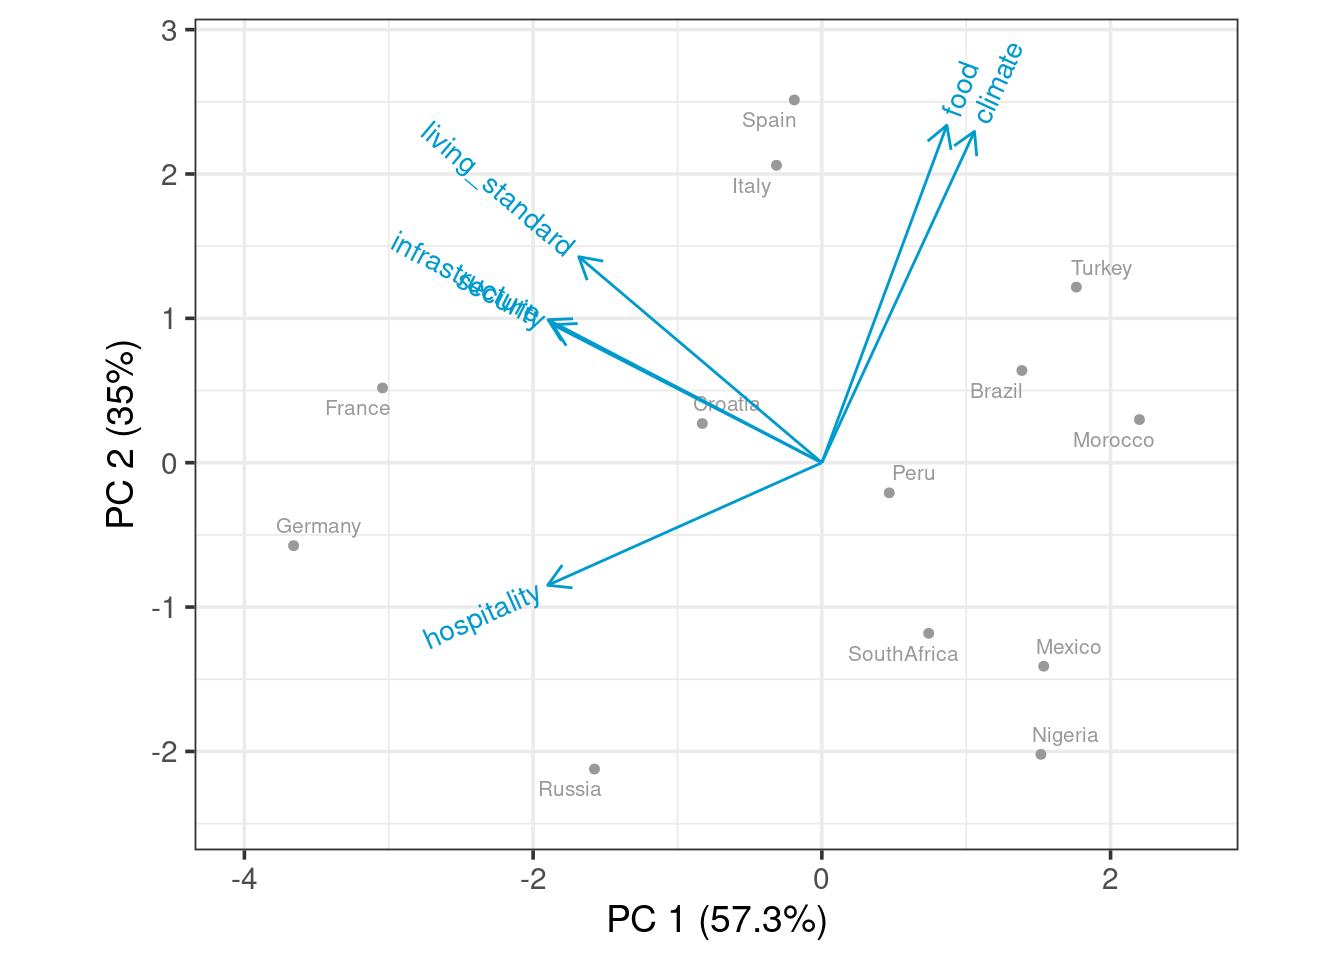 3
2
1
0
-1
-2
PC 2 (35%)
food
climate
Spain
living_standard
Italy
infrastructure
security
Turkey
Brazil
France
Croatia
Morocco
Peru
Germany
hospitality
SouthAfrica
Mexico
Nigeria
Russia
-4
-2
0
2
PC 1 (57.3%)